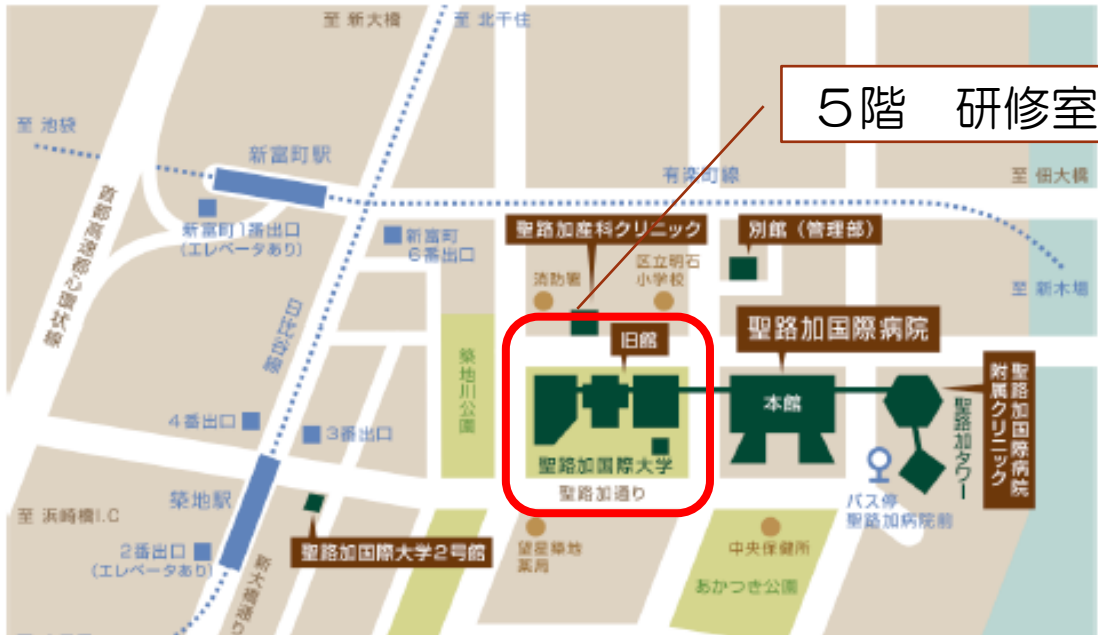 至 新大橋
至 北千住
5階　研修室
至 池袋
新富町駅
有楽町線
至 佃大橋
首都高速都心環状線
新富町1番出口
(エレベータあり)
新富町
6番出口
聖路加産科クリニック
別館（管理部）
消防署
区立明石
小学校
至 新木場
日比谷線
旧館
聖路加国際病院
築地川公園
本館
聖路加国際病院
附属クリニック
聖路加タワー
4番出口
3番出口
聖路加国際大学
聖路加通り
築地駅
バス停
聖路加病院前
至 浜崎橋I.C
2番出口
(エレベータあり)
聖路加国際大学2号館
望星築地
薬局
中央保健所
あかつき公園
新大橋通り